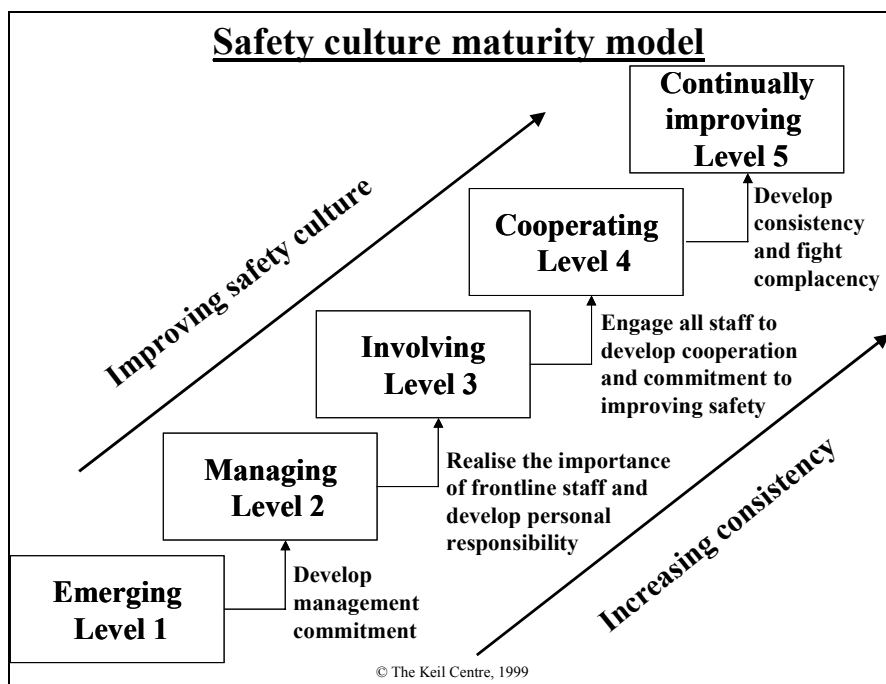 Safety culture maturity model
Continually
improving
Level 5
Improving safety culture
Develop
consistency
and fight
complacency
Cooperating
Level 4
Engage all staff to
develop cooperation
and commitment to
improving safety
Involving
Level 3
Realise the importance
of frontline staff and
develop personal
responsibility
Managing
Level 2
Increasing consistency
Develop
management
commitment
Emerging
Level 1
© The Keil Centre, 1999